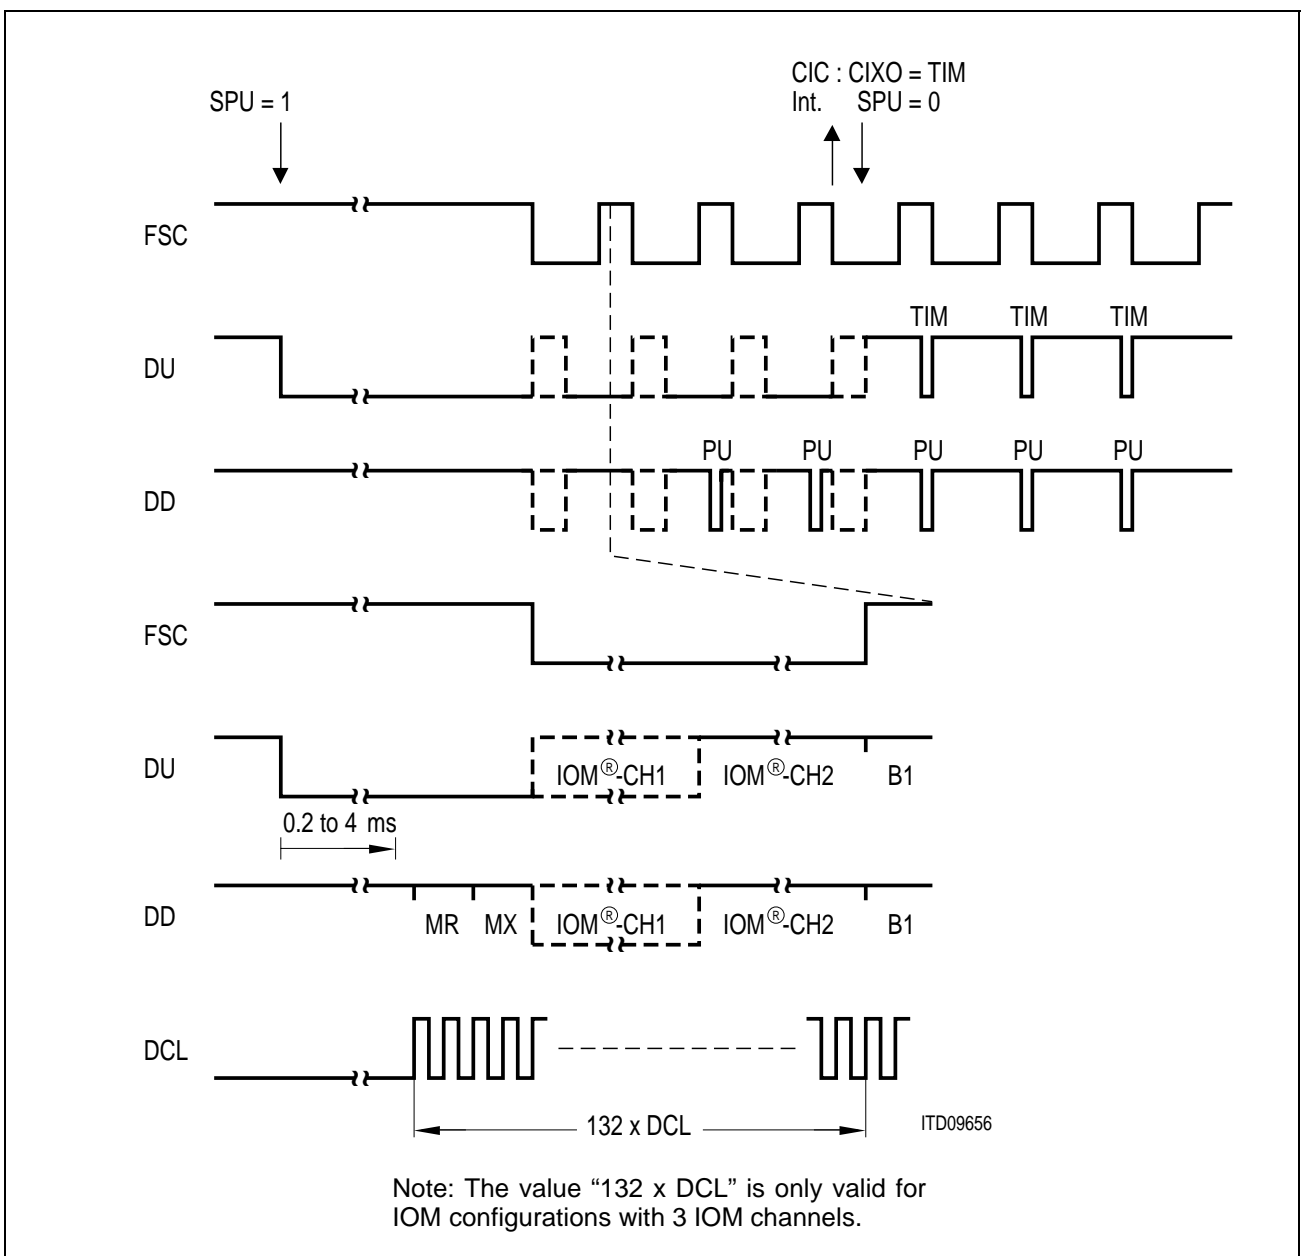 CIC : CIXO = TIM
SPU = 1
Int. SPU = 0
FSC
TIM TIM TIM
DU
PU PU PU PU PU
DD
FSC
DU
IOM®-CH1 IOM®-CH2 B1
0.2 to 4 ms
DD
MR MX IOM®-CH1 IOM®-CH2 B1
DCL
132 x DCL
ITD09656
Note: The value “132 x DCL” is only valid for
IOM configurations with 3 IOM channels.